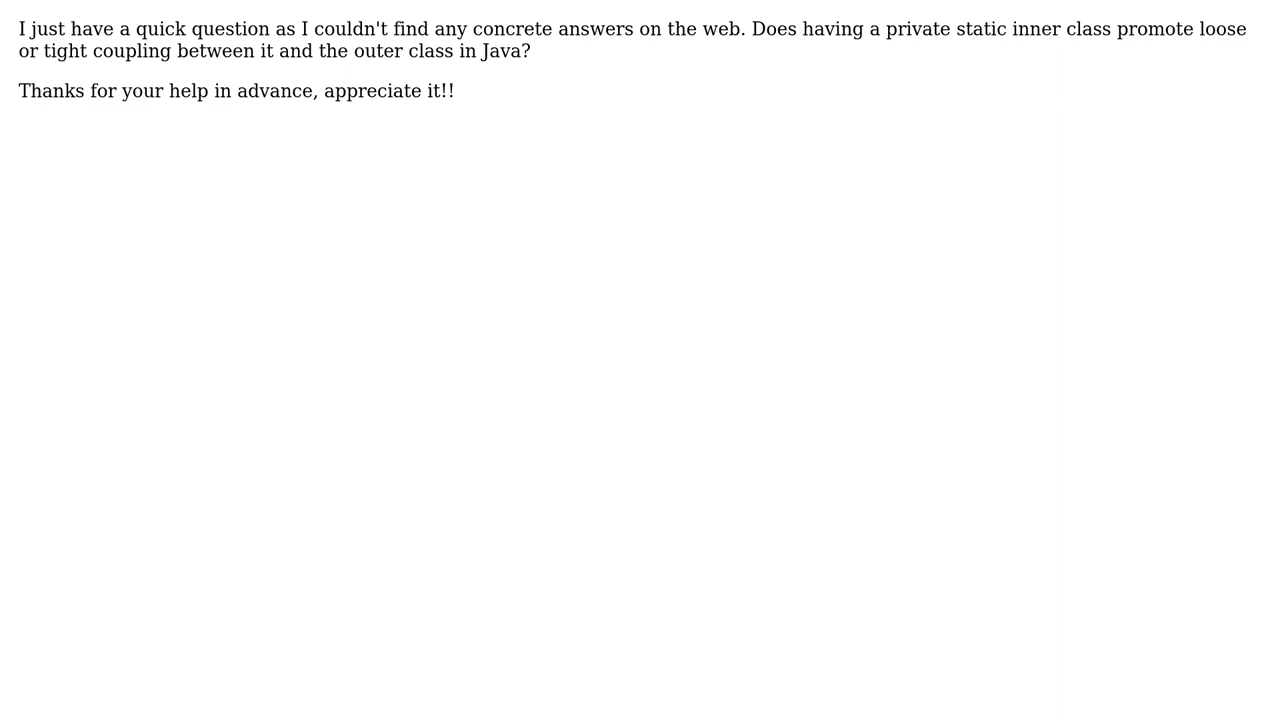 I just have a quick question as I couldn't find any concrete answers on the web. Does having a private static inner class promote loose
or tight coupling between it and the outer class in Java?
Thanks for your help in advance, appreciate it!!